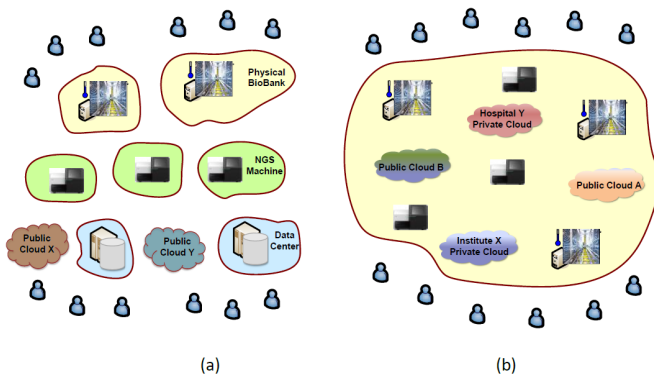 Physical
BioBank
NGS
Machine
Public
Cloud X
Public
Cloud Y
Data
Center
(a)
Hospital Y
Private Cloud
Public Cloud B
Public Cloud A
Institute X
Private Cloud
(b)